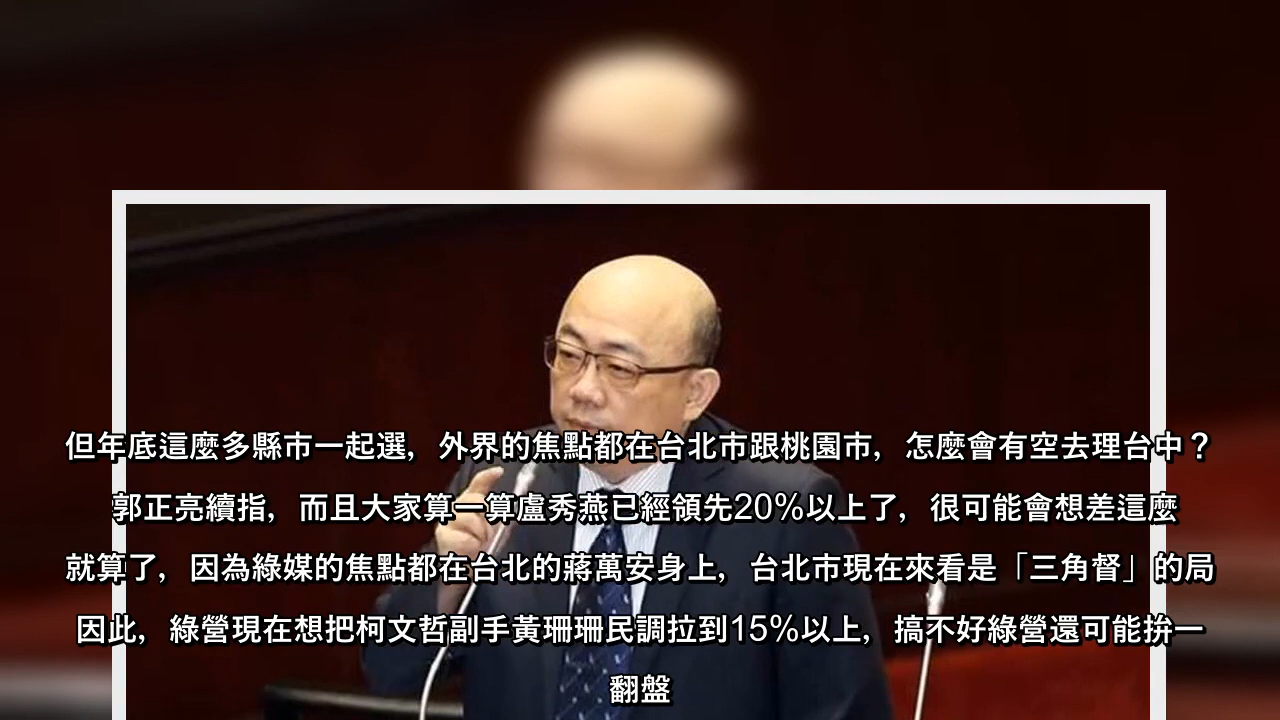 但年底這麼多縣市一起選，外界的焦點都在台北市跟桃園市，怎麼會有空去理台中？
郭正亮續指，而且大家算一算盧秀燕已經領先20%以上了，很可能會想差這麼
就算了，因為綠媒的焦點都在台北的蔣萬安身上，台北市現在來看是「三角督」的局
因此，綠營現在想把柯文哲副手黃珊珊民調拉到15%以上，搞不好綠營還可能拚一
翻盤